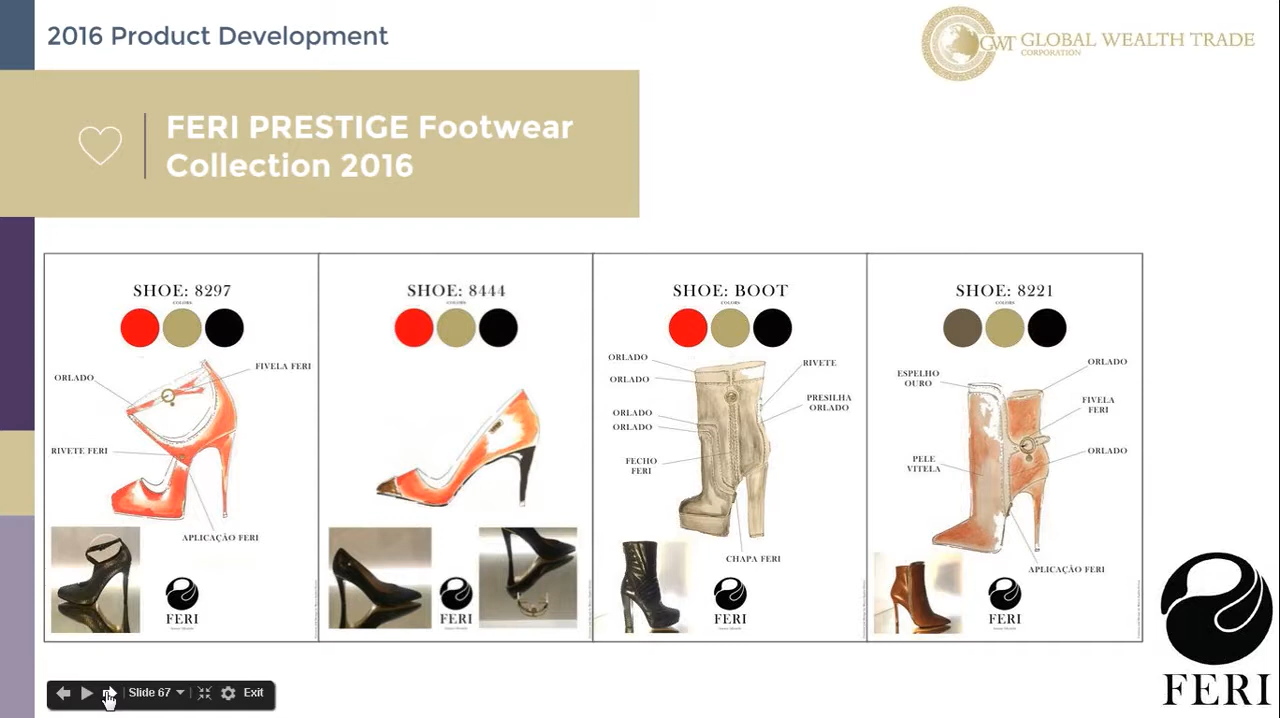 2016 Product Development
GWT GLOBAL WEALTH TRADE
CORPORATION
FERI PRESTIGE Footwear
Collection 2016
SHOE: 8297
COLORS
FIVELA FERI
ORLADO
RIVETE FERI
APLICAÇÃO FERI
FERI
SHOE: 8444
COLORS
FERI
SHOE: BOOT
COLORS
ORLADO
RIVETE
ORLADO
PRESILHA
ORLADO
ORLADO
ORLADO
FECHO
FERI
CHAPA FERI
FERI
SHOE: 8221
COLORS
ORLADO
ESPELHO
OURO
FIVELA
FERI
ORLADO
PELE
VITELA
APLICAÇÃO FERI
FERI
FERI
Slide 67
Exit